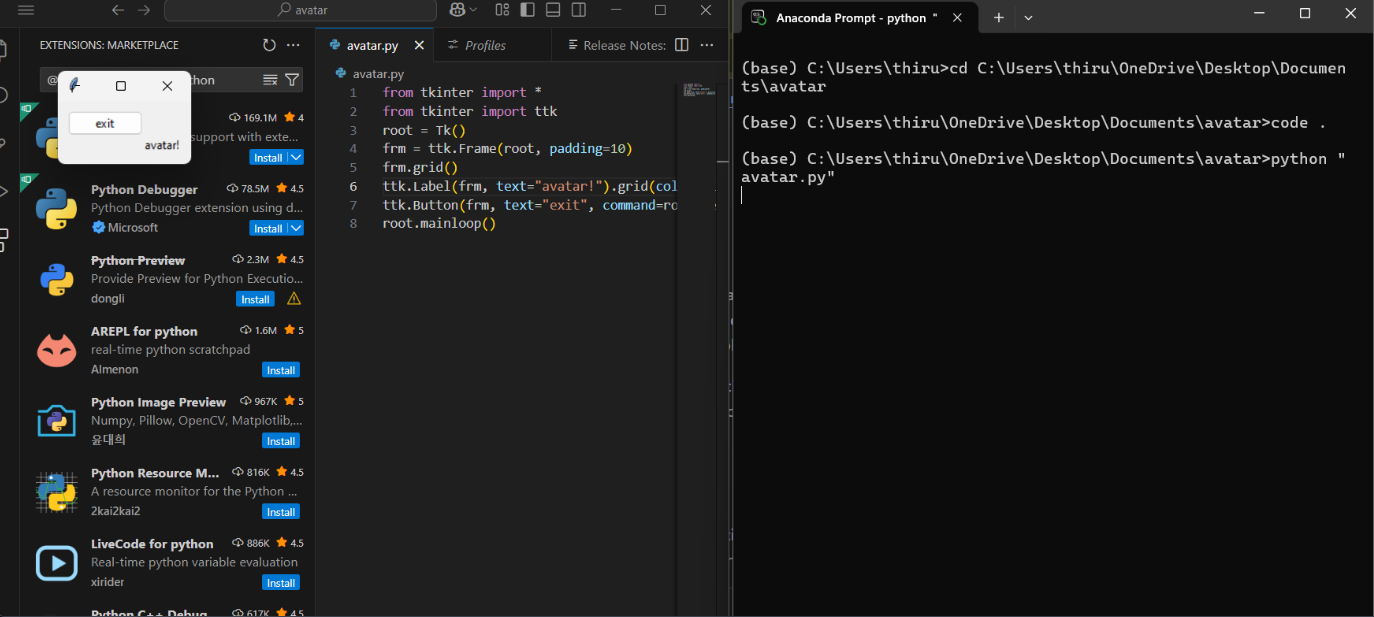 avatar
EXTENSIONS: MARKETPLACE
@
thon
exit
avatar!
169.1M 4
support with exte...
Install
Python Debugger 78.5M 4.5
Python Debugger extension using d...
Microsoft Install
Python Preview 2.3M 4.5
Provide Preview for Python Executio...
dongli Install
AREPL for python 1.6M 5
real-time python scratchpad
Almenon Install
Python Image Preview 967K 5
Numpy, Pillow, OpenCV, Matplotlib,...
윤대희 Install
Python Resource M... 816K 4.5
A resource monitor for the Python ...
2kai2kai2 Install
LiveCode for python 886K 4.5
Real-time python variable evaluation
xirider Install
Python C++ Debug 617K 4.5
avatar.py Profiles Release Notes: ...
avatar.py
1 from tkinter import *
2 from tkinter import ttk
3 root = Tk()
4 frm = ttk.Frame(root, padding=10)
5 frm.grid()
6 ttk.Label(frm, text="avatar!").grid(col
7 ttk.Button(frm, text="exit", command=ro
8 root.mainloop()
Anaconda Prompt - python "
(base) C:\Users\thiru>cd C:\Users\thiru\OneDrive\Desktop\Documen
ts\avatar
(base) C:\Users\thiru\OneDrive\Desktop\Documents\avatar>code .
(base) C:\Users\thiru\OneDrive\Desktop\Documents\avatar>python "
avatar.py"